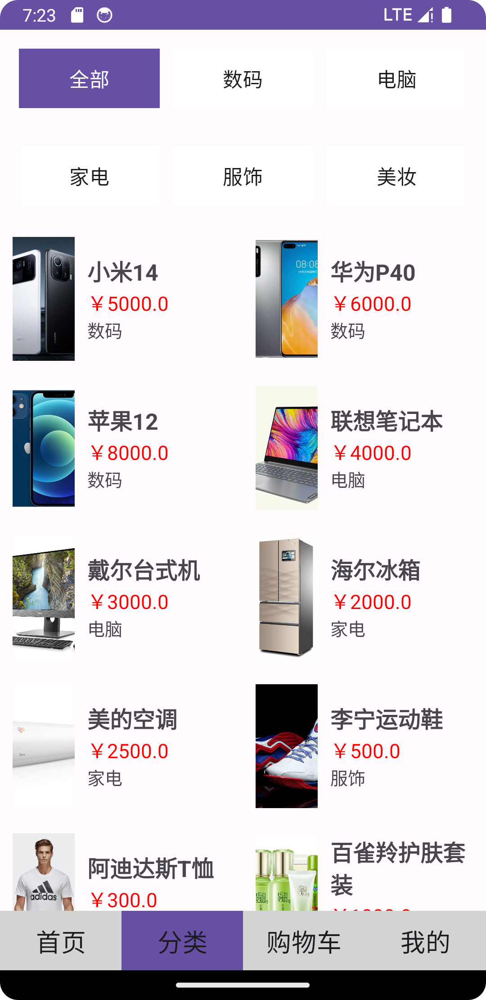 7:23
LTE
全部
数码
电脑
家电
服饰
美妆
小米14
￥5000.0
数码
华为P40
￥6000.0
数码
08:08
苹果12
￥8000.0
数码
联想笔记本
￥4000.0
电脑
戴尔台式机
￥3000.0
电脑
海尔冰箱
￥2000.0
家电
美的空调
￥2500.0
家电
李宁运动鞋
￥500.0
服饰
阿迪达斯T恤
￥300.0
adidas
百雀羚护肤套
装
首页
分类
购物车
我的